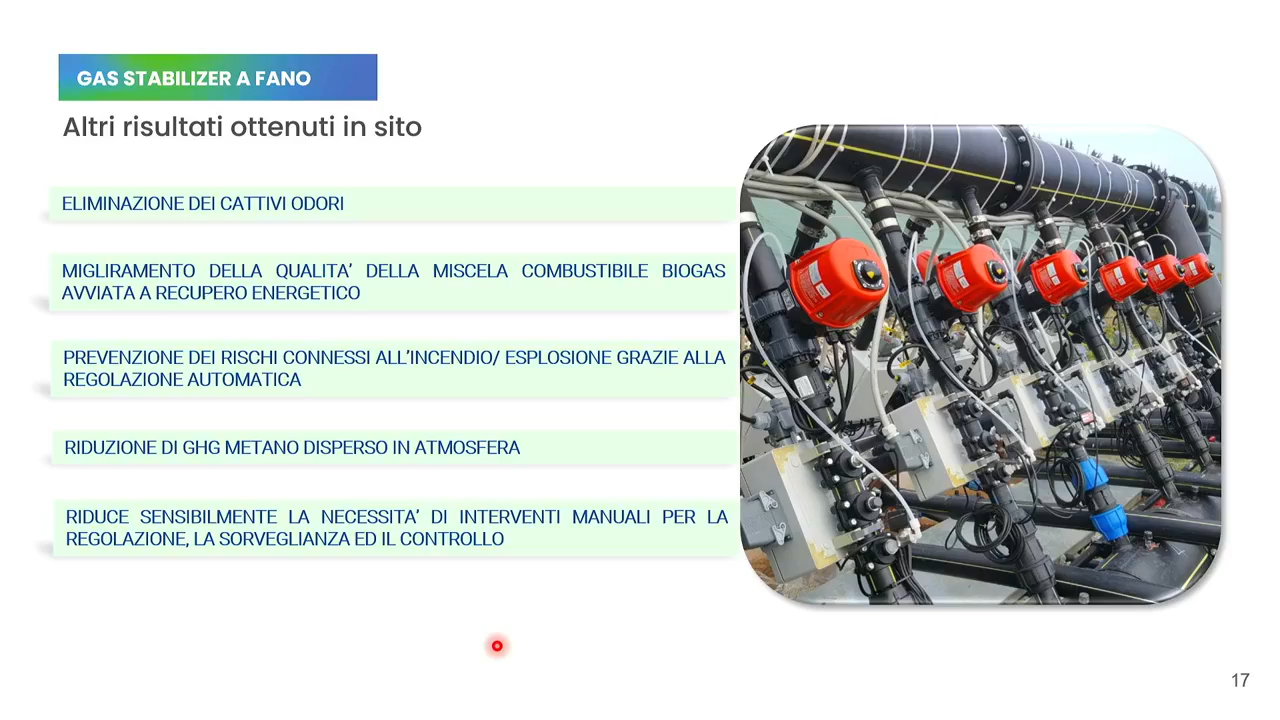 GAS STABILIZER A FANO
Altri risultati ottenuti in sito
ELIMINAZIONE DEI CATTIVI ODORI
MIGLIRAMENTO DELLA QUALITA’ DELLA MISCELA COMBUSTIBILE BIOGAS
AVVIATA A RECUPERO ENERGETICO
PREVENZIONE DEI RISCHI CONNESSI ALL’INCENDIO/ ESPLOSIONE GRAZIE ALLA
REGOLAZIONE AUTOMATICA
RIDUZIONE DI GHG METANO DISPERSO IN ATMOSFERA
RIDUCE SENSIBILMENTE LA NECESSITA’ DI INTERVENTI MANUALI PER LA
REGOLAZIONE, LA SORVEGLIANZA ED IL CONTROLLO
17